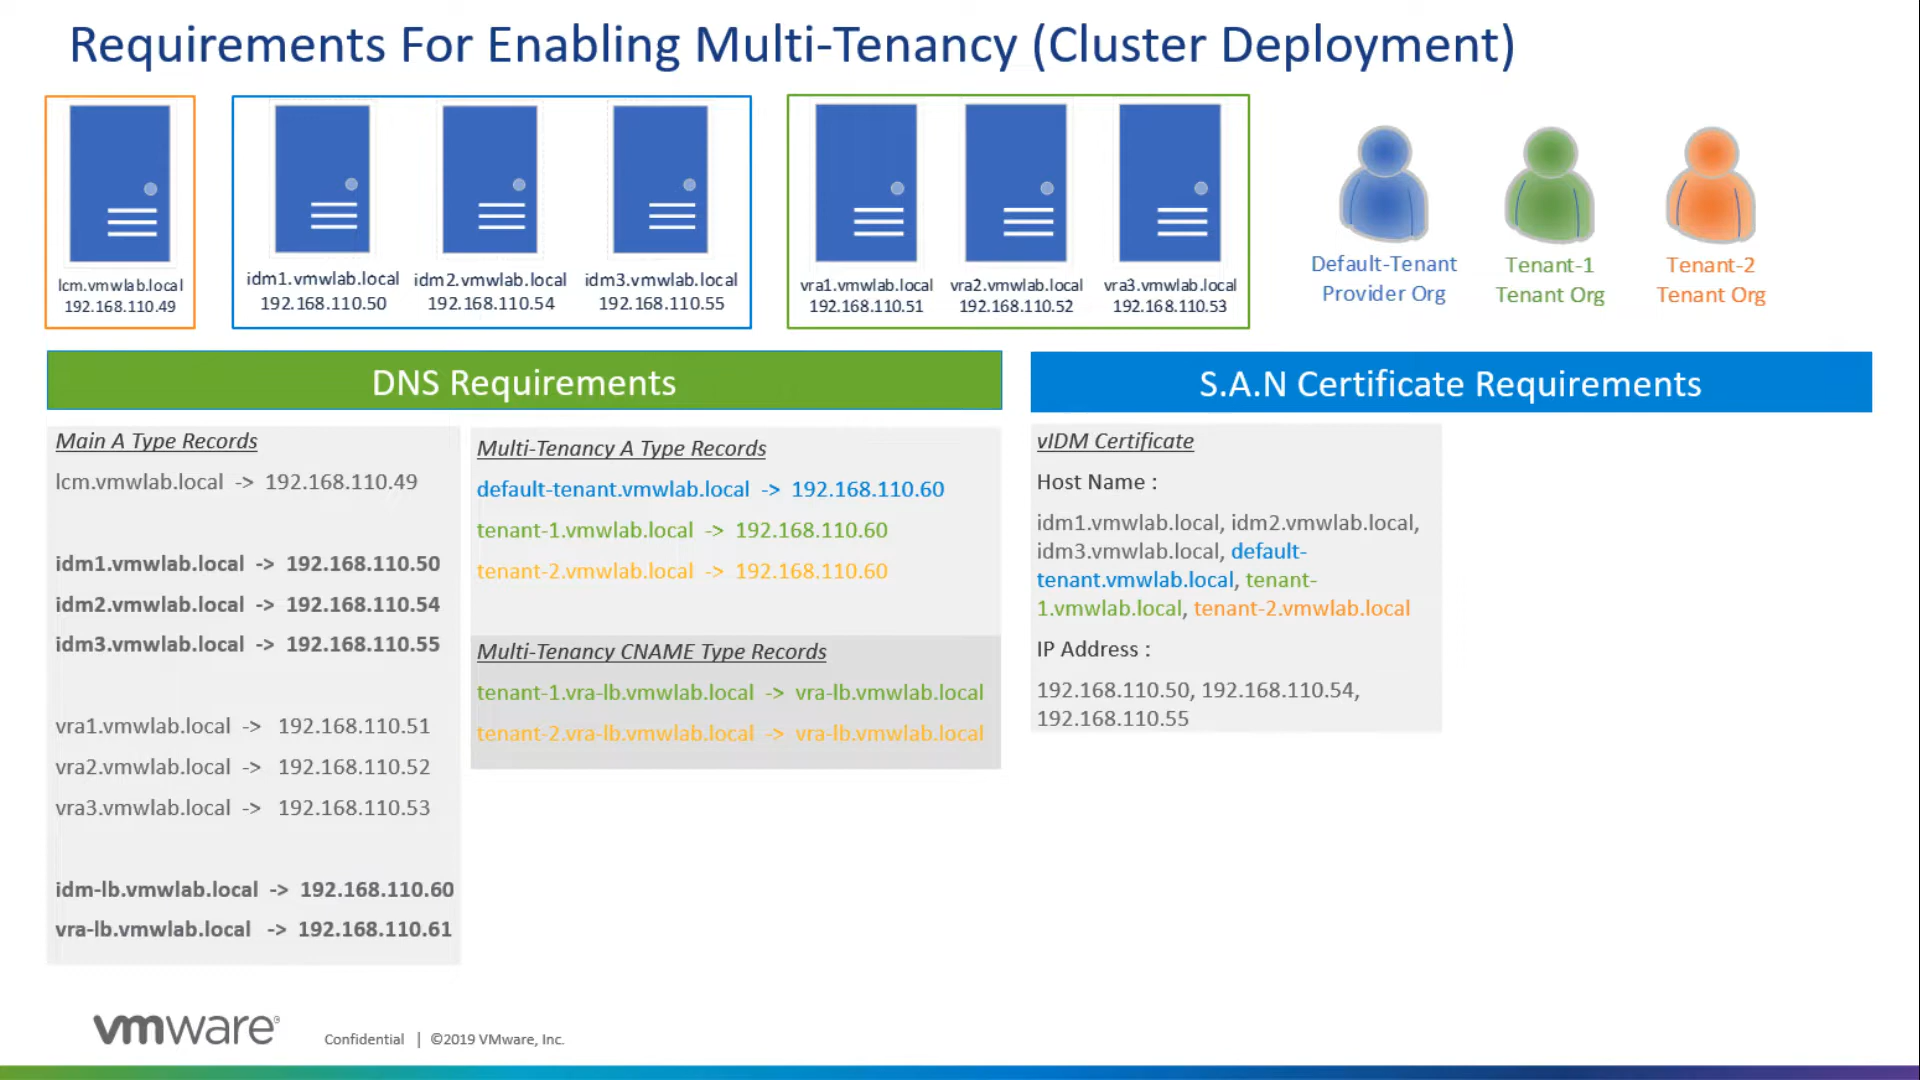 Requirements For Enabling Multi-Tenancy (Cluster Deployment)
lcm.vmwlab.local
192.168.110.49
idm1.vmwlab.local
192.168.110.50
idm2.vmwlab.local
192.168.110.54
idm3.vmwlab.local
192.168.110.55
vra1.vmwlab.local
192.168.110.51
vra2.vmwlab.local
192.168.110.52
vra3.vmwlab.local
192.168.110.53
Default-Tenant
Provider Org
Tenant-1
Tenant Org
Tenant-2
Tenant Org
DNS Requirements
Main A Type Records
lcm.vmwlab.local -> 192.168.110.49
idm1.vmwlab.local -> 192.168.110.50
idm2.vmwlab.local -> 192.168.110.54
idm3.vmwlab.local -> 192.168.110.55
vra1.vmwlab.local -> 192.168.110.51
vra2.vmwlab.local -> 192.168.110.52
vra3.vmwlab.local -> 192.168.110.53
idm-lb.vmwlab.local -> 192.168.110.60
vra-lb.vmwlab.local -> 192.168.110.61
Multi-Tenancy A Type Records
default-tenant.vmwlab.local -> 192.168.110.60
tenant-1.vmwlab.local -> 192.168.110.60
tenant-2.vmwlab.local -> 192.168.110.60
Multi-Tenancy CNAME Type Records
tenant-1.vra-lb.vmwlab.local -> vra-lb.vmwlab.local
tenant-2.vra-lb.vmwlab.local -> vra-lb.vmwlab.local
S.A.N Certificate Requirements
vIDM Certificate
Host Name :
idm1.vmwlab.local, idm2.vmwlab.local,
idm3.vmwlab.local, default-
tenant.vmwlab.local, tenant-
1.vmwlab.local, tenant-2.vmwlab.local
IP Address :
192.168.110.50, 192.168.110.54,
192.168.110.55
vmware®
Confidential | ©2019 VMware, Inc.